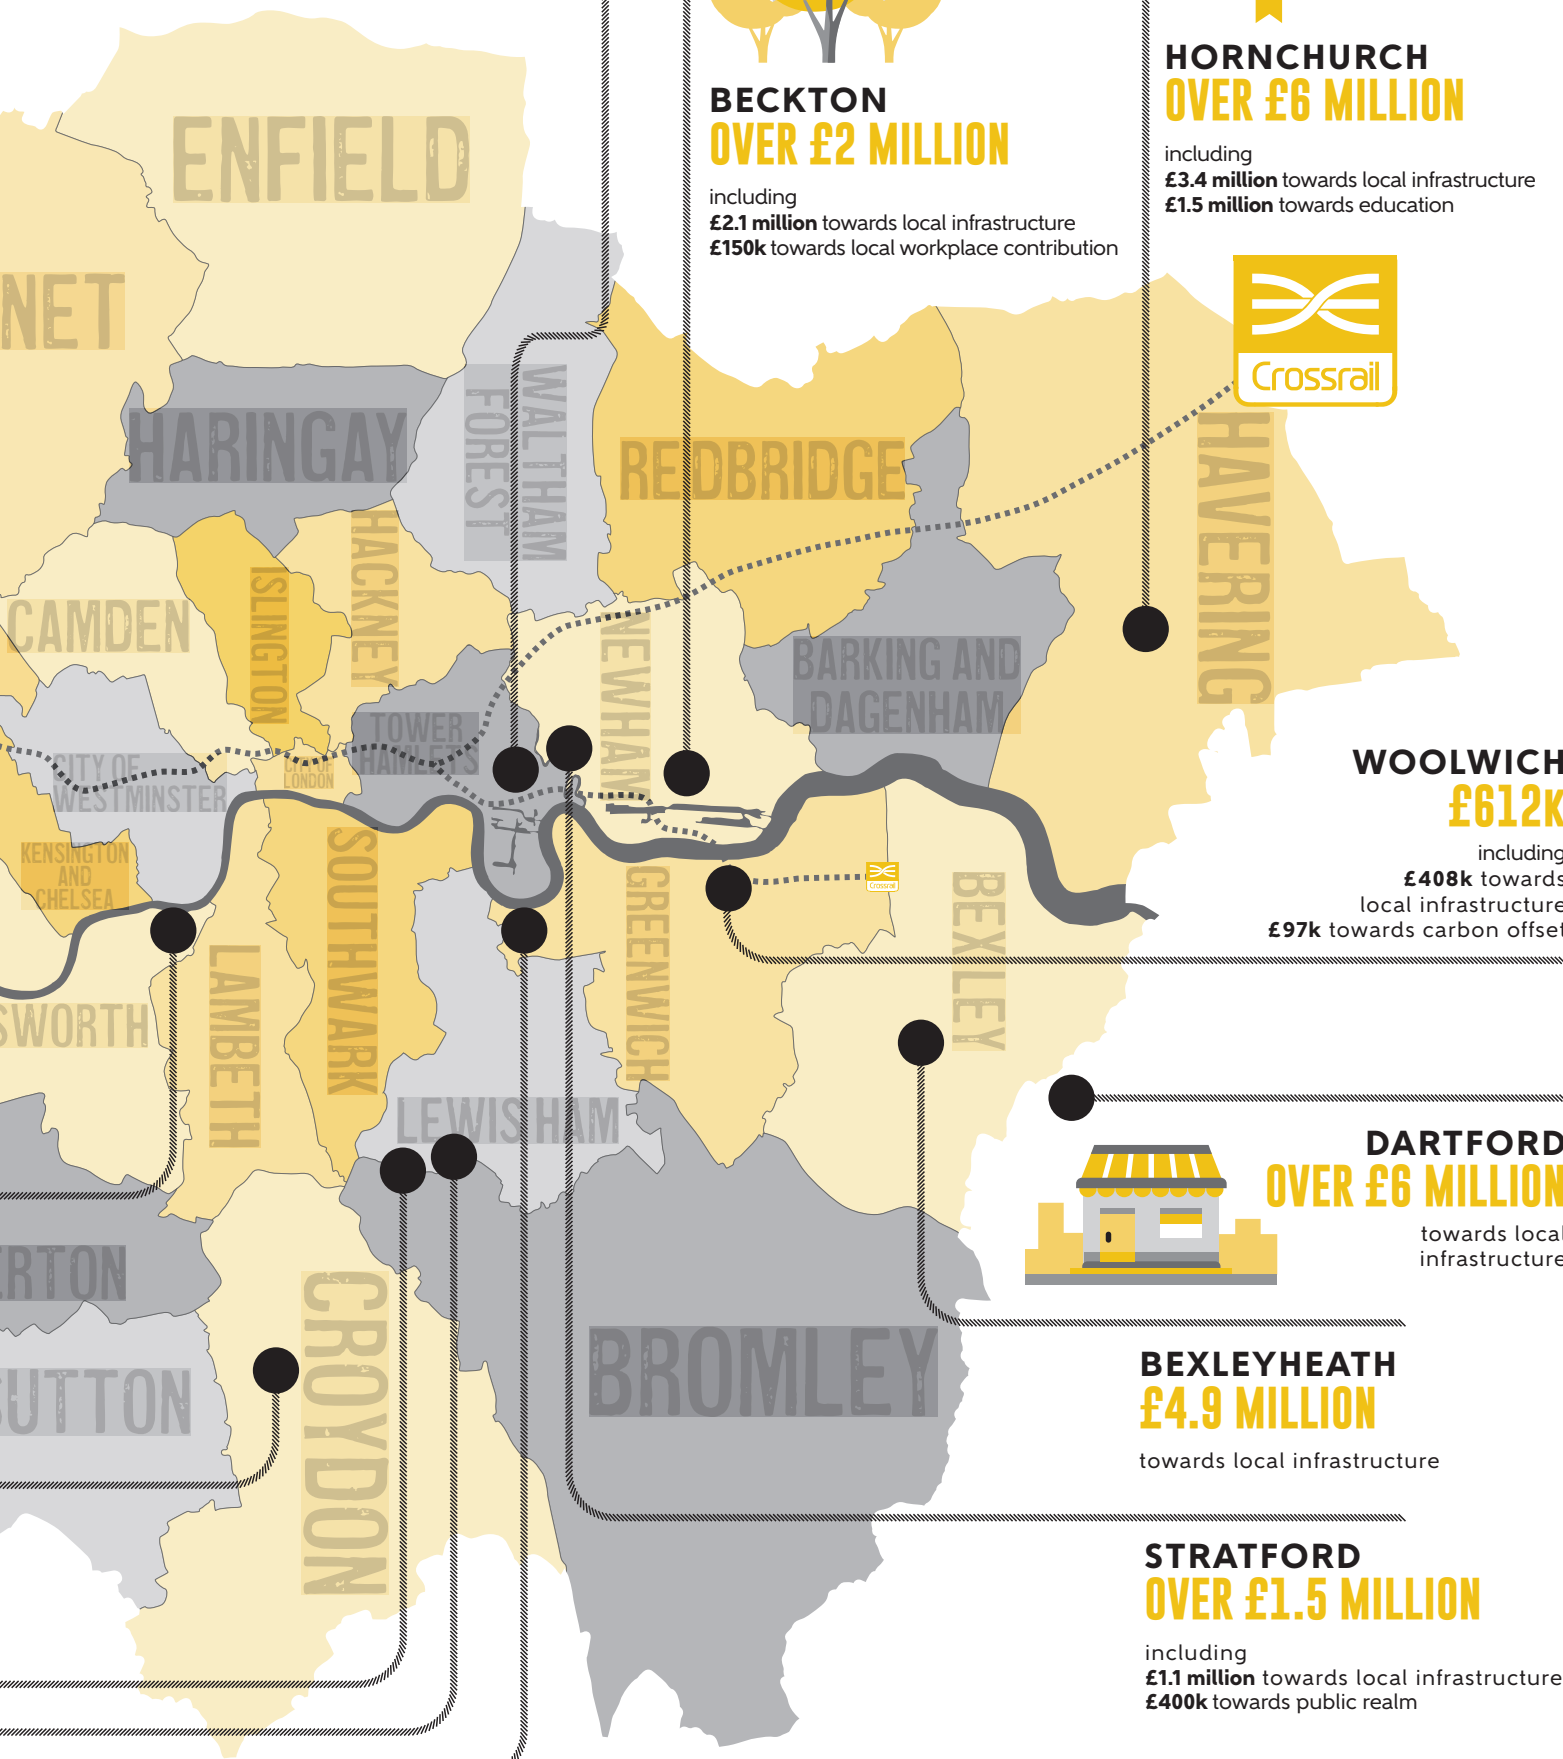 BECKTON
OVER £2 MILLION
including
£2.1 million towards local infrastructure
£150k towards local workplace contribution
HORNCHURCH
OVER £6 MILLION
including
£3.4 million towards local infrastructure
£1.5 million towards education
Crossrail
ENFIELD
NET
HARINGAY
WALTHAM
FOREST
REDBRIDGE
HAVERING
HACKNEY
ISLINGTON
CAMDEN
NEWHAM
BARKING AND
DAGENHAM
TOWER
HAMLETS
CITY OF
LONDON
CITY OF
WESTMINSTER
KENSINGTON
AND
CHELSEA
SOUTHWARK
GREENWICH
Crossrail
BEXLEY
LAMBETH
SWORTH
LEWISHAM
ERTON
SUTTON
CROYDON
BROMLEY
WOOLWICH
£612K
including
£408k towards
local infrastructure
£97k towards carbon offset
DARTFORD
OVER £6 MILLION
towards local
infrastructure
BEXLEYHEATH
£4.9 MILLION
towards local infrastructure
STRATFORD
OVER £1.5 MILLION
including
£1.1 million towards local infrastructure
£400k towards public realm